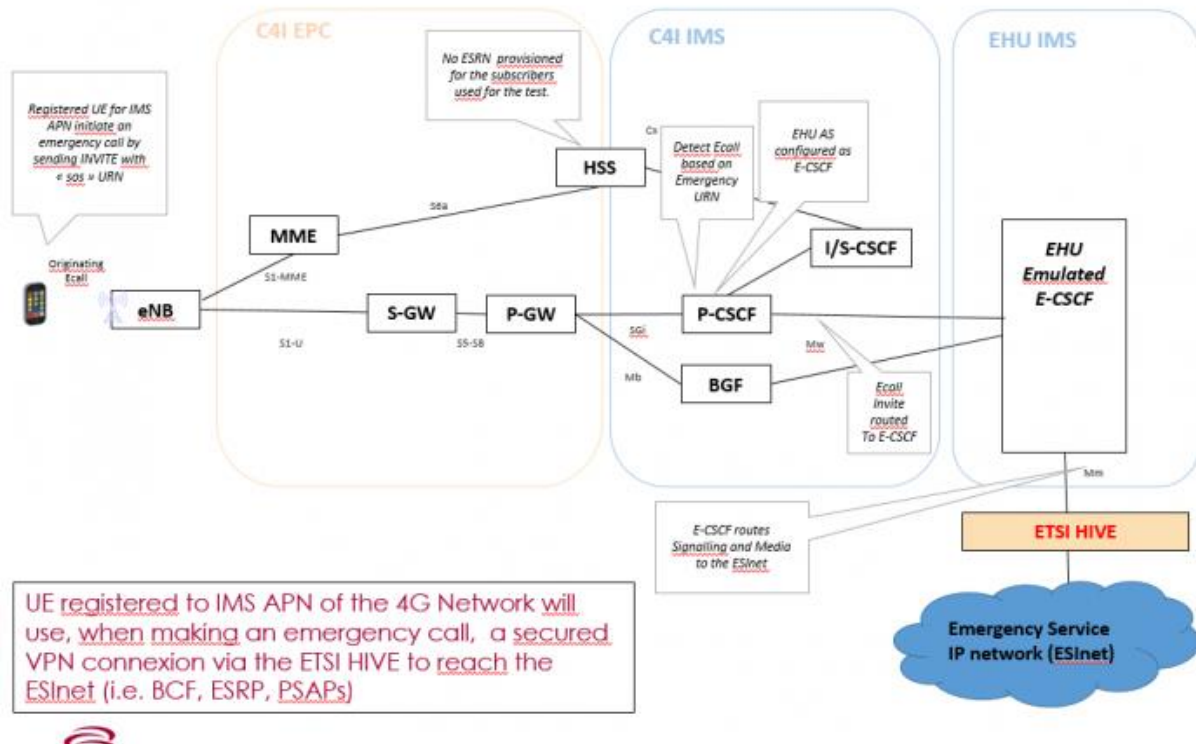 C4I EPC
C4I IMS
EHU IMS
No ESRN provisioned
for the subscribers
used for the test.
Registered UE for IMS
APN initiate an
emergency call by
sending INVITE with
« sos » URN
Cx
Detect Ecall
based on
Emergency
URN
EHU AS
configured as
E-CSCF
HSS
S6a
MME
I/S-CSCF
EHU
Emulated
E-CSCF
Originating
Ecall
S1-MME
eNB
S-GW
P-GW
P-CSCF
SGi
S1-U
S5-S8
Mw
Mb
BGF
Ecall
Invite
routed
To E-CSCF
Mm
E-CSCF routes
Signalling and Media
to the ESInet
ETSI HIVE
UE registered to IMS APN of the 4G Network will
use, when making an emergency call, a secured
VPN connexion via the ETSI HIVE to reach the
ESInet (i.e. BCF, ESRP, PSAPs)
Emergency Service
IP network (ESInet)